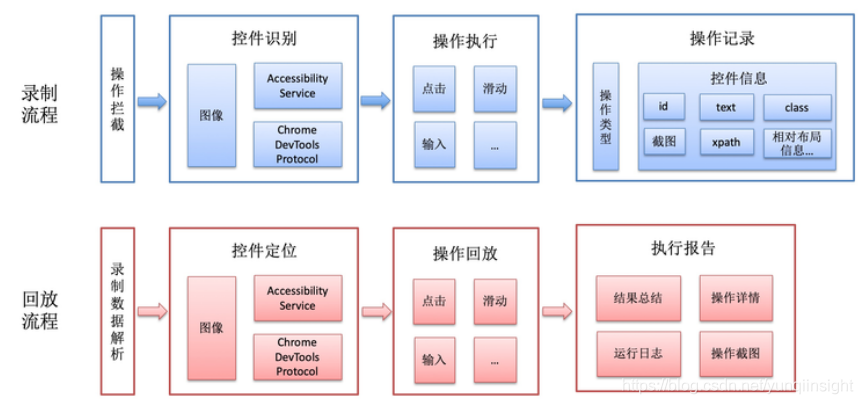 录制
流程
操作拦截
控件识别
图像
Accessibility
Service
Chrome
DevTools
Protocol
操作执行
点击
滑动
输入
...
操作记录
操作类型
控件信息
id
text
class
截图
xpath
相对布局
信息...
回放
流程
录制数据解析
控件定位
图像
Accessibility
Service
Chrome
DevTools
Protocol
操作回放
点击
滑动
输入
...
执行报告
结果总结
操作详情
运行日志
操作截图
https://blog.csdn.net/yunqiinsight